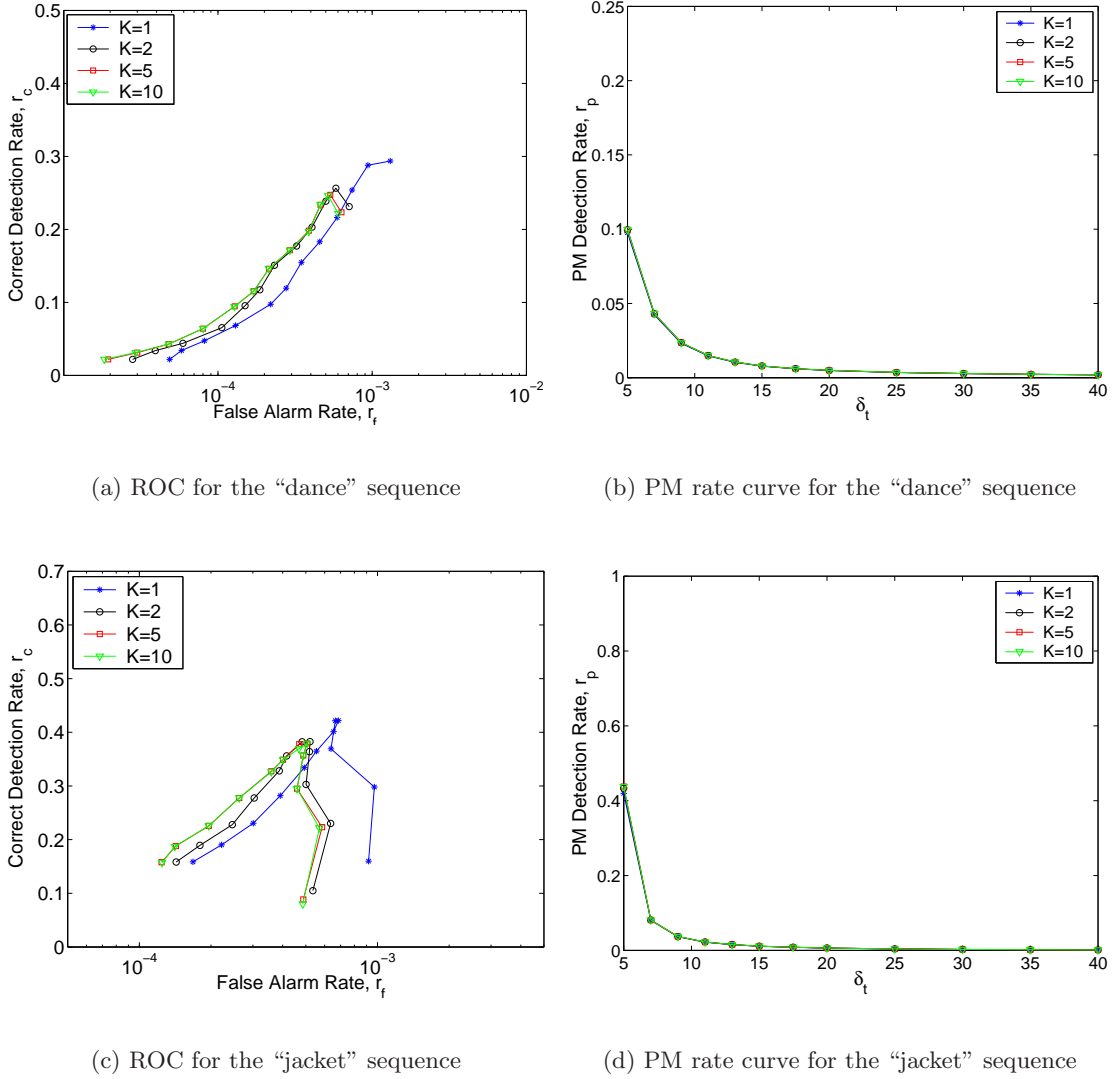 0.5
0.4
0.3
0.2
0.1
0
10^-4
10^-3
10^-2
Correct Detection Rate, r_c
False Alarm Rate, r_f
K=1
K=2
K=5
K=10
0.25
0.2
0.15
0.1
0.05
0
5 10 15 20 25 30 35 40
PM Detection Rate, r_p
δ_t
K=1
K=2
K=5
K=10
(a) ROC for the “dance” sequence
(b) PM rate curve for the “dance” sequence
0.7
0.6
0.5
0.4
0.3
0.2
0.1
0
10^-4
10^-3
Correct Detection Rate, r_c
False Alarm Rate, r_f
K=1
K=2
K=5
K=10
1
0.8
0.6
0.4
0.2
0
5 10 15 20 25 30 35 40
PM Detection Rate, r_p
δ_t
K=1
K=2
K=5
K=10
(c) ROC for the “jacket” sequence
(d) PM rate curve for the “jacket” sequence